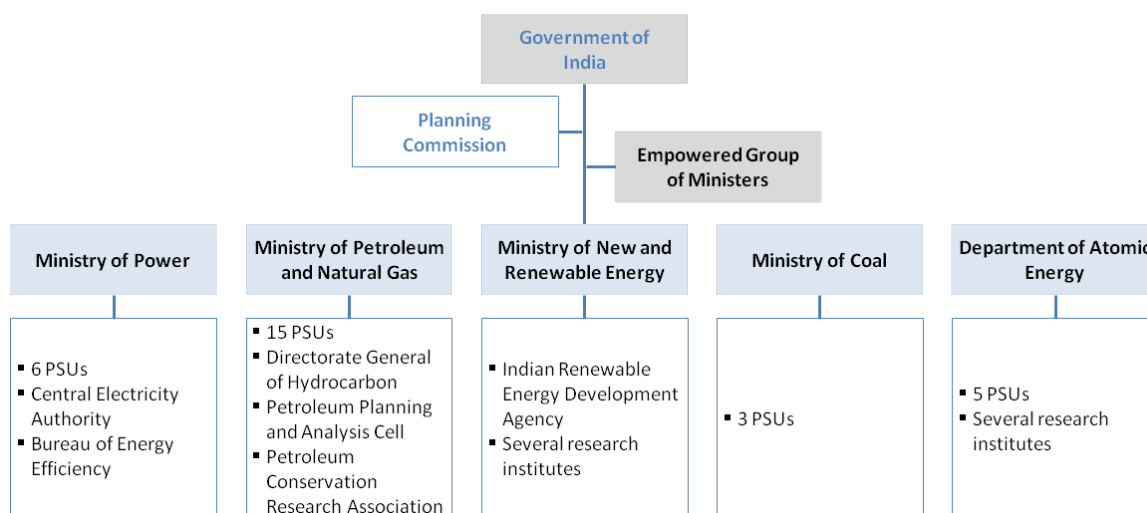 Government of
India
Planning
Commission
Empowered Group
of Ministers
Ministry of Power
Ministry of Petroleum
and Natural Gas
Ministry of New and
Renewable Energy
Ministry of Coal
Department of Atomic
Energy
▪ 6 PSUs
▪ Central Electricity
Authority
▪ Bureau of Energy
Efficiency
▪ 15 PSUs
▪ Directorate General
of Hydrocarbon
▪ Petroleum Planning
and Analysis Cell
▪ Petroleum
Conservation
Research Association
▪ Indian Renewable
Energy Development
Agency
▪ Several research
institutes
▪ 3 PSUs
▪ 5 PSUs
▪ Several research
institutes